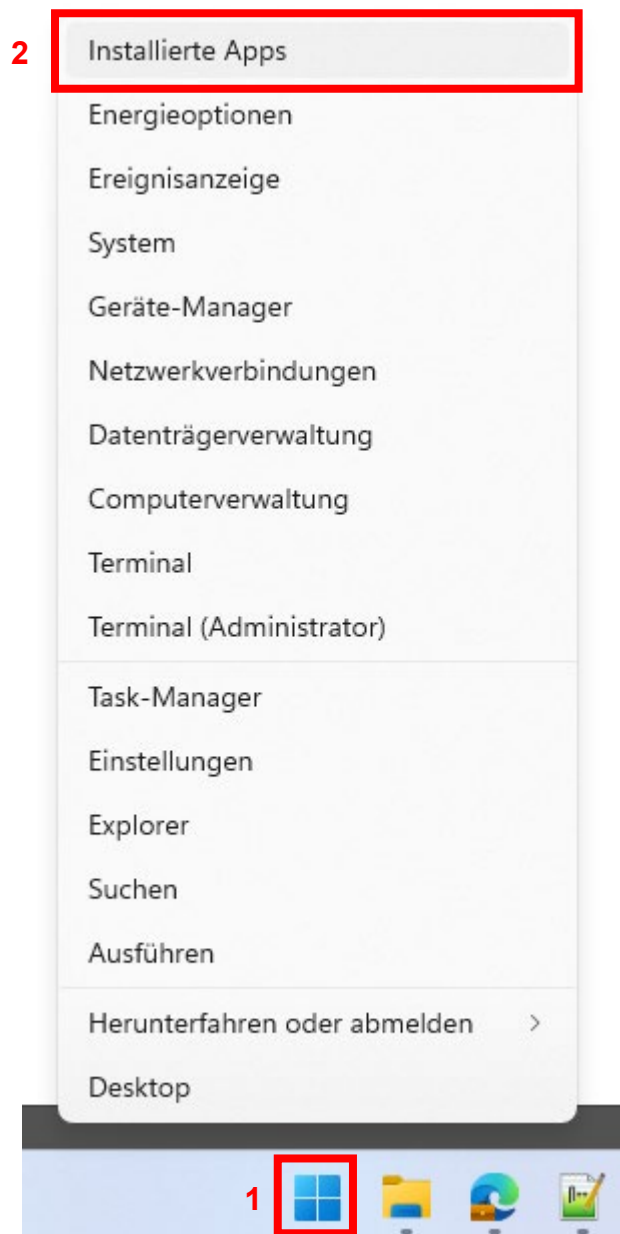 2
Installierte Apps
Energieoptionen
Ereignisanzeige
System
Geräte-Manager
Netzwerkverbindungen
Datenträgerverwaltung
Computerverwaltung
Terminal
Terminal (Administrator)
Task-Manager
Einstellungen
Explorer
Suchen
Ausführen
Herunterfahren oder abmelden
Desktop
1